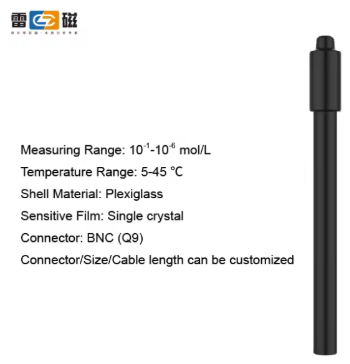 雷 磁
Measuring Range: 10⁻¹-10⁻⁶ mol/L
Temperature Range: 5-45 ℃
Shell Material: Plexiglass
Sensitive Film: Single crystal
Connector: BNC (Q9)
Connector/Size/Cable length can be customized